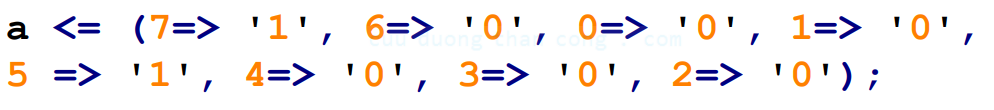 a <= (7=> '1', 6=> '0', 0=> '0', 1=> '0',
5 => '1', 4=> '0', 3=> '0', 2=> '0');